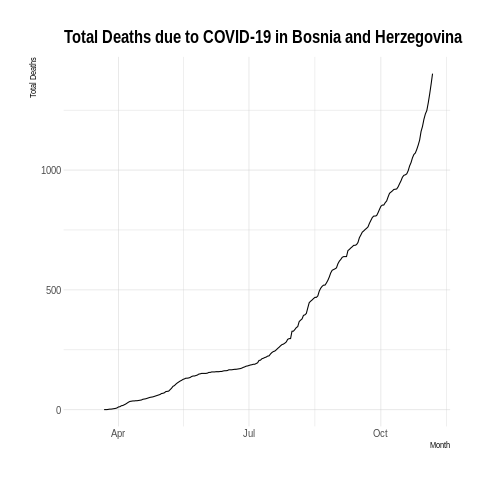 Total Deaths due to COVID-19 in Bosnia and Herzegovina
Total Deaths
1000
500
0
Apr
Jul
Oct
Month